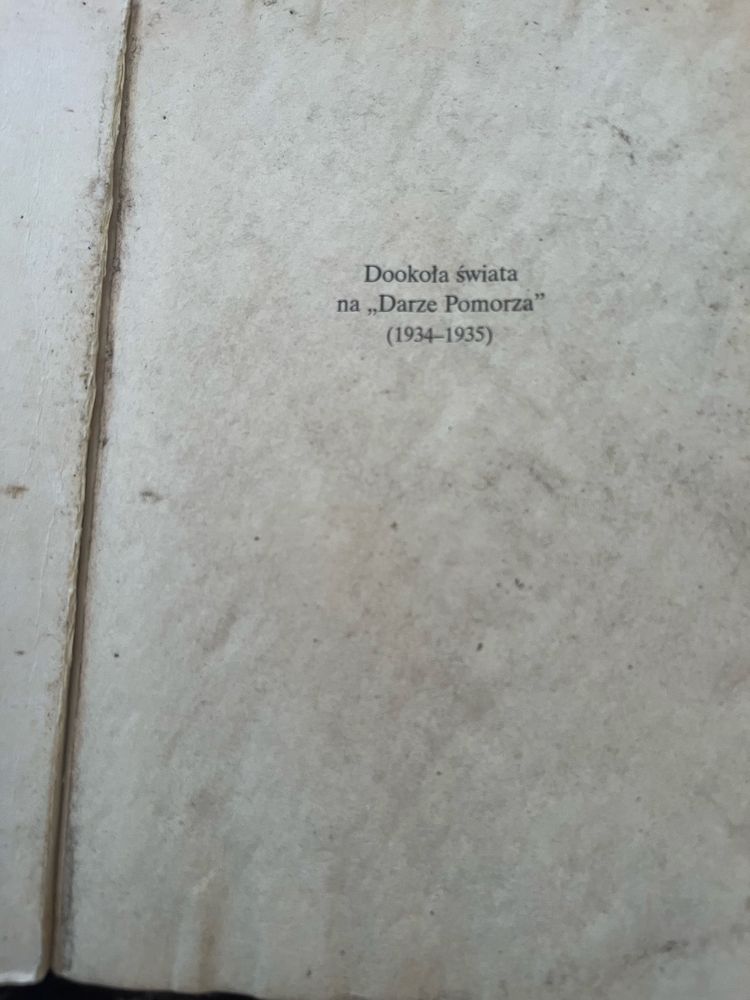 Dookoła świata
na „Darze Pomorza”
(1934–1935)